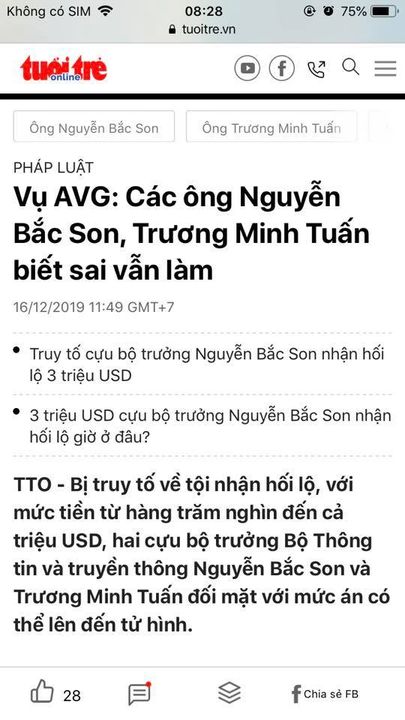 Không có SIM 08:28 75%
tuoitre.vn
tuổi trẻ
online
Ông Nguyễn Bắc Son Ông Trương Minh Tuấn
PHÁP LUẬT
Vụ AVG: Các ông Nguyễn
Bắc Son, Trương Minh Tuấn
biết sai vẫn làm
16/12/2019 11:49 GMT+7
Truy tố cựu bộ trưởng Nguyễn Bắc Son nhận hối
lộ 3 triệu USD
3 triệu USD cựu bộ trưởng Nguyễn Bắc Son nhận
hối lộ giờ ở đâu?
TTO - Bị truy tố về tội nhận hối lộ, với
mức tiền từ hàng trăm nghìn đến cả
triệu USD, hai cựu bộ trưởng Bộ Thông
tin và truyền thông Nguyễn Bắc Son và
Trương Minh Tuấn đối mặt với mức án có
thể lên đến tử hình.
28 Chia sẻ FB